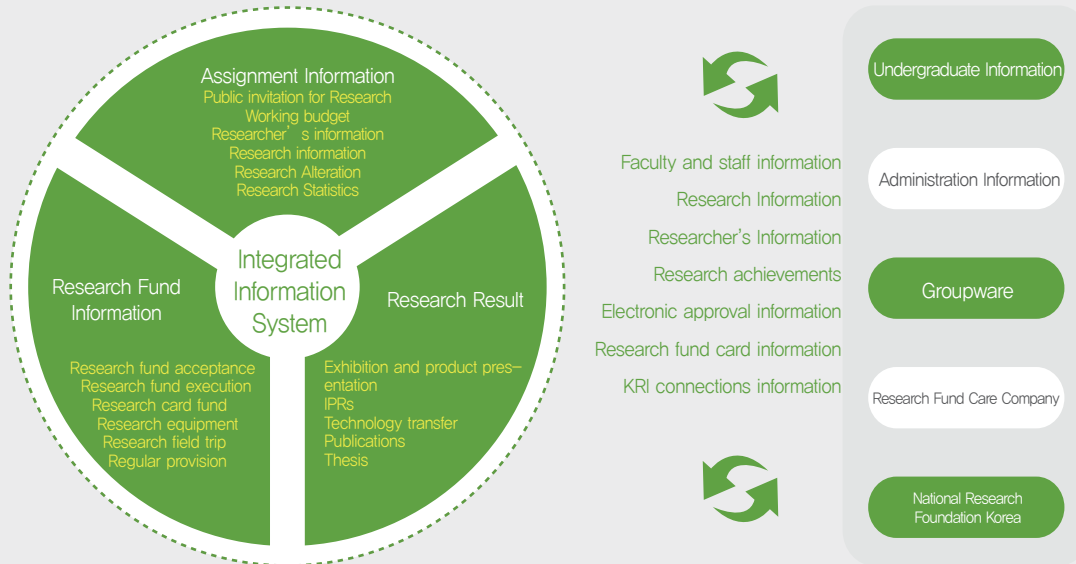 Assignment Information
Public invitation for Research
Working budget
Researcher's information
Research information
Research Alteration
Research Statistics
Integrated
Information
System
Research Fund
Information
Research fund acceptance
Research fund execution
Research card fund
Research equipment
Research field trip
Regular provision
Research Result
Exhibition and product pres-
entation
IPRs
Technology transfer
Publications
Thesis
Faculty and staff information
Research Information
Researcher's Information
Research achievements
Electronic approval information
Research fund card information
KRI connections information
Undergraduate Information
Administration Information
Groupware
Research Fund Care Company
National Research
Foundation Korea